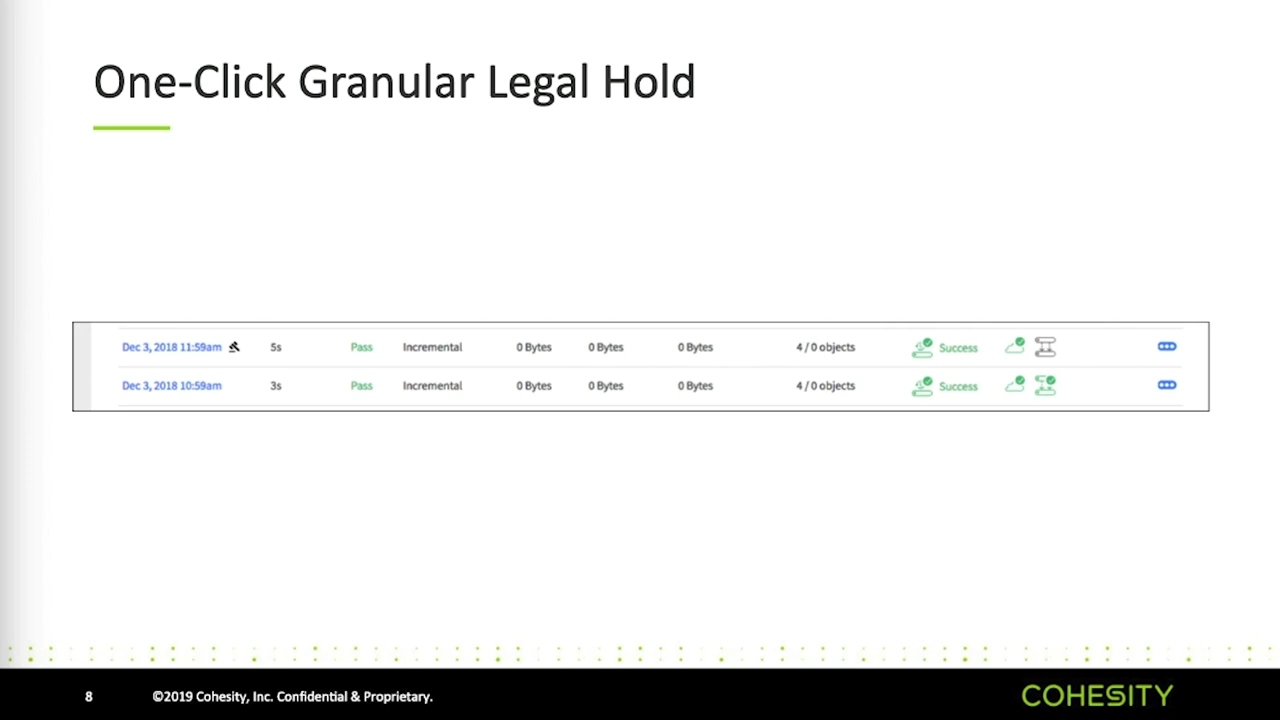 One-Click Granular Legal Hold
Dec 3, 2018 11:59am 5s Pass Incremental 0 Bytes 0 Bytes 0 Bytes 4 / 0 objects Success
Dec 3, 2018 10:59am 3s Pass Incremental 0 Bytes 0 Bytes 0 Bytes 4 / 0 objects Success
8 ©2019 Cohesity, Inc. Confidential & Proprietary. COHESITY